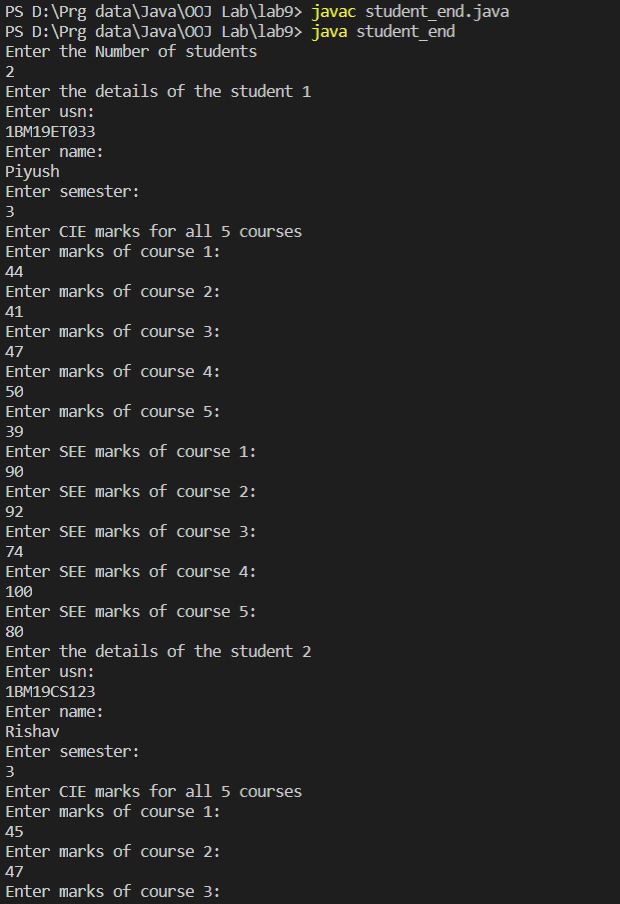 PS D:\Prg data\Java\OOJ Lab\lab9> javac student_end.java
PS D:\Prg data\Java\OOJ Lab\lab9> java student_end
Enter the Number of students
2
Enter the details of the student 1
Enter usn:
1BM19ET033
Enter name:
Piyush
Enter semester:
3
Enter CIE marks for all 5 courses
Enter marks of course 1:
44
Enter marks of course 2:
41
Enter marks of course 3:
47
Enter marks of course 4:
50
Enter marks of course 5:
39
Enter SEE marks of course 1:
90
Enter SEE marks of course 2:
92
Enter SEE marks of course 3:
74
Enter SEE marks of course 4:
100
Enter SEE marks of course 5:
80
Enter the details of the student 2
Enter usn:
1BM19CS123
Enter name:
Rishav
Enter semester:
3
Enter CIE marks for all 5 courses
Enter marks of course 1:
45
Enter marks of course 2:
47
Enter marks of course 3: